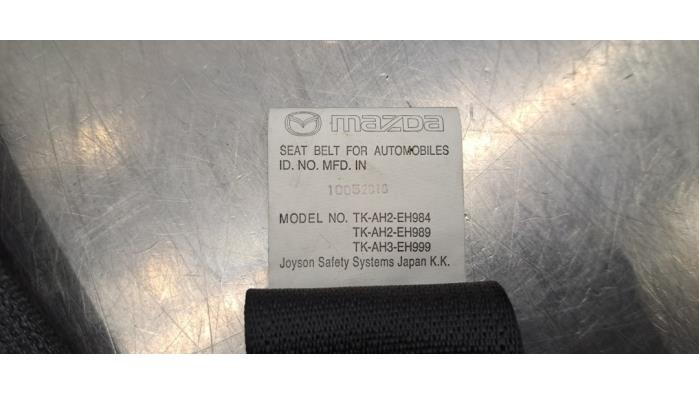 mazda
SEAT BELT FOR AUTOMOBILES
ID. NO. MFD. IN
MODEL NO. TK-AH2-EH984
TK-AH2-EH989
TK-AH3-EH999
Joyson Safety Systems Japan K.K.